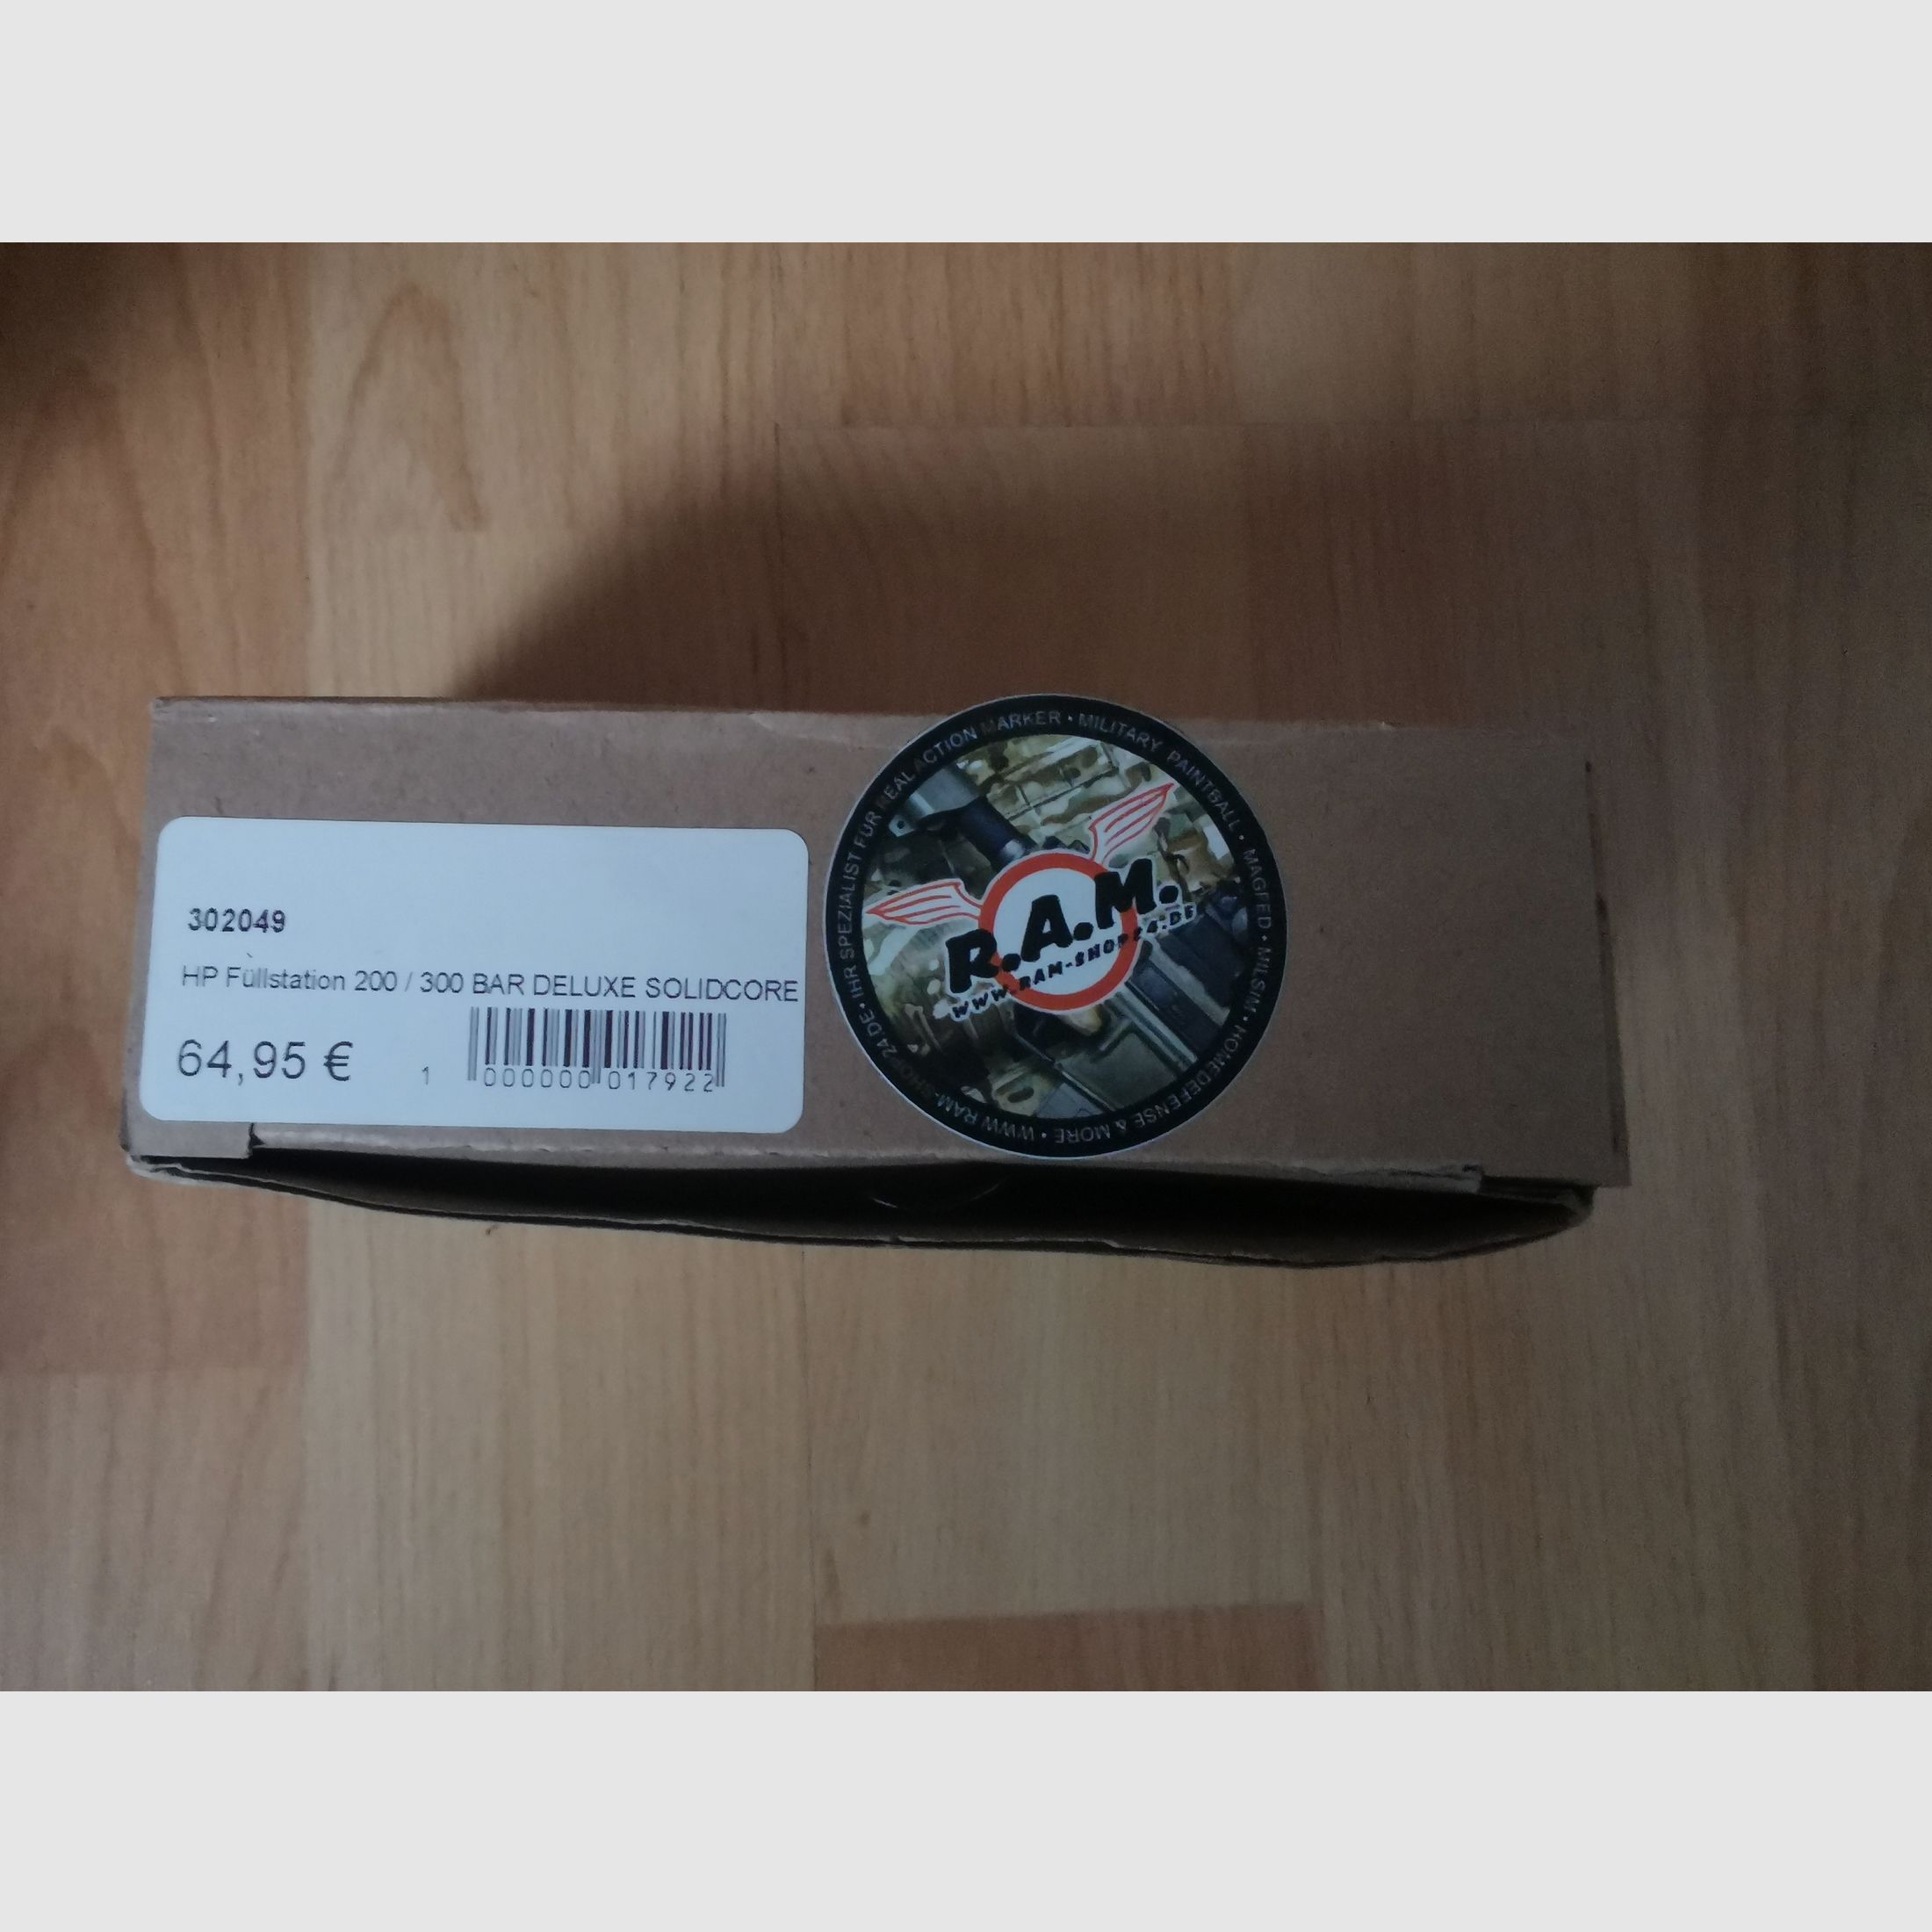 302049
HP Füllstation 200 / 300 BAR DELUXE SOLIDCORE
64,95 €
1 000000 017922
WWW RAM-SHOP24 DE • IHR SPEZIALIST FÜR REAL ACTION MARKER • MILITARY PAINTBALL • MAGFED • MILSIM • HOMEDEFENSE & MORE •
R.A.M.
WWW.RAM-SHOP24.DE